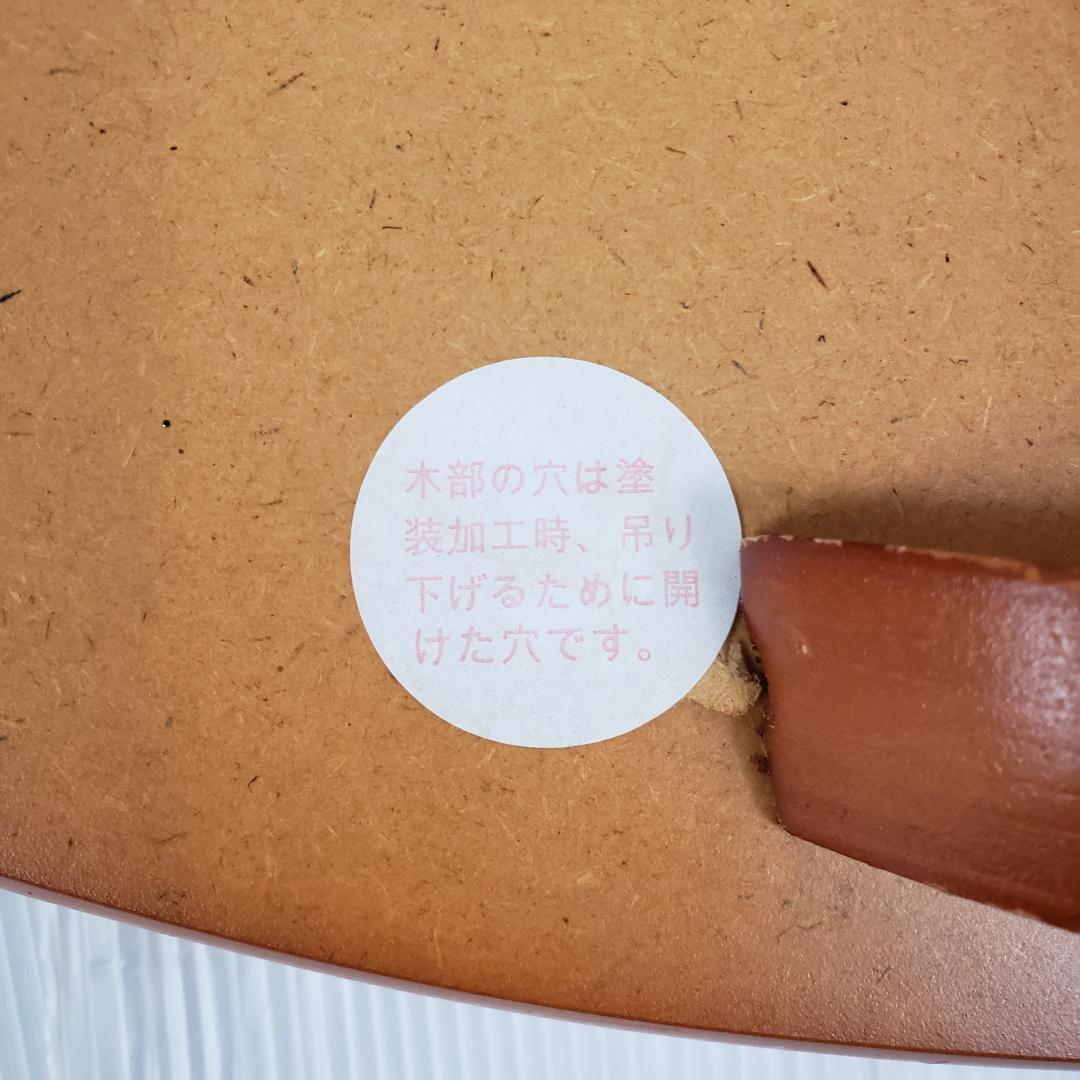 木部の穴は塗
装加工時、吊り
下げるために開
けた穴です。